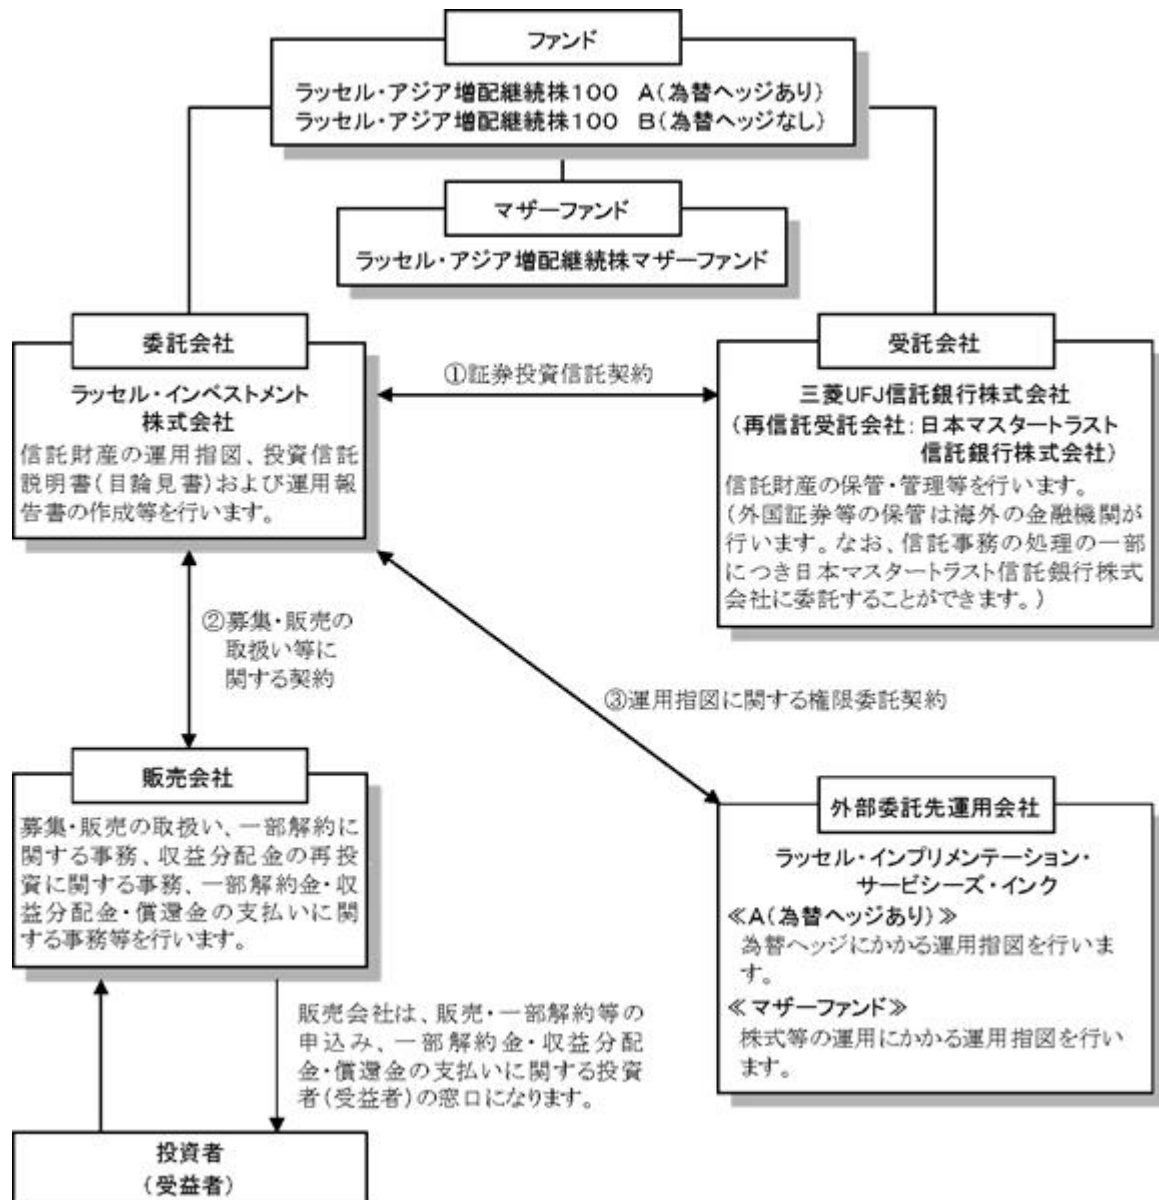 ファンド
ラッセル・アジア増配継続株100　A(為替ヘッジあり)
ラッセル・アジア増配継続株100　B(為替ヘッジなし)
マザーファンド
ラッセル・アジア増配継続株マザーファンド
委託会社
ラッセル・インベストメント
株式会社
信託財産の運用指図、投資信託
説明書(目論見書)および運用報
告書の作成等を行います。
①証券投資信託契約
受託会社
三菱UFJ信託銀行株式会社
(再信託受託会社:日本マスタートラスト
信託銀行株式会社)
信託財産の保管・管理等を行います。
(外国証券等の保管は海外の金融機関が
行います。なお、信託事務の処理の一部
につき日本マスタートラスト信託銀行株式
会社に委託することができます。)
②募集・販売の
取扱い等に
関する契約
③運用指図に関する権限委託契約
販売会社
募集・販売の取扱い、一部解約に
関する事務、収益分配金の再投
資に関する事務、一部解約金・収
益分配金・償還金の支払いに関
する事務等を行います。
外部委託先運用会社
ラッセル・インプリメンテーション・
サービシーズ・インク
≪A(為替ヘッジあり)≫
為替ヘッジにかかる運用指図を行いま
す。
≪マザーファンド≫
株式等の運用にかかる運用指図を行い
ます。
販売会社は、販売・一部解約等の
申込み、一部解約金・収益分配
金・償還金の支払いに関する投資
者(受益者)の窓口になります。
投資者
(受益者)